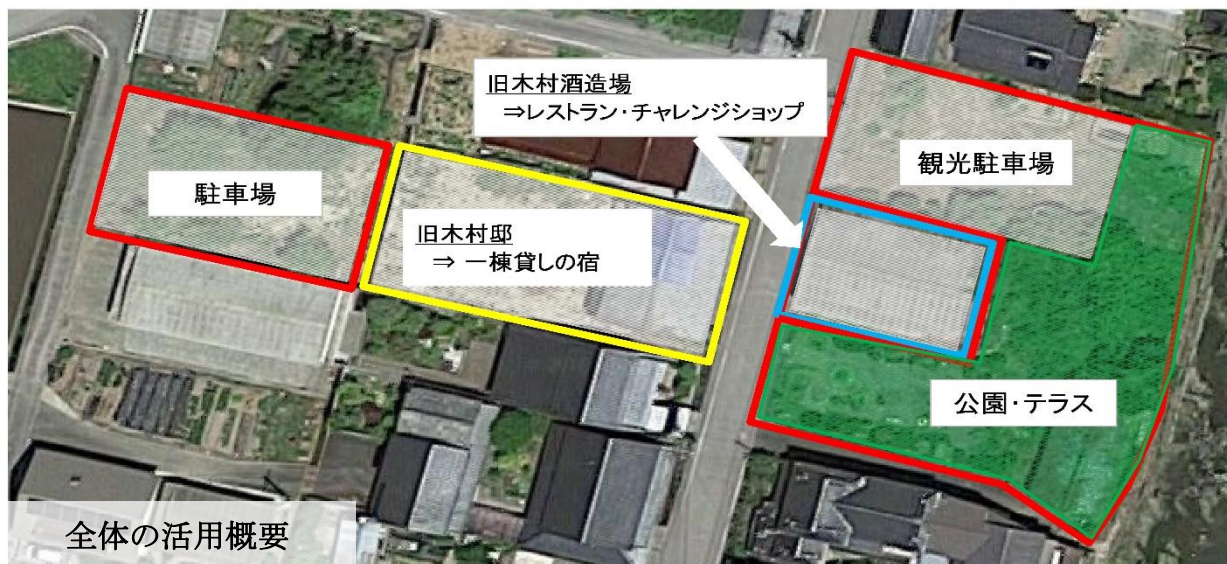 旧木村酒造場
⇒レストラン・チャレンジショップ
観光駐車場
駐車場
旧木村邸
⇒ 一棟貸しの宿
公園・テラス
全体の活用概要